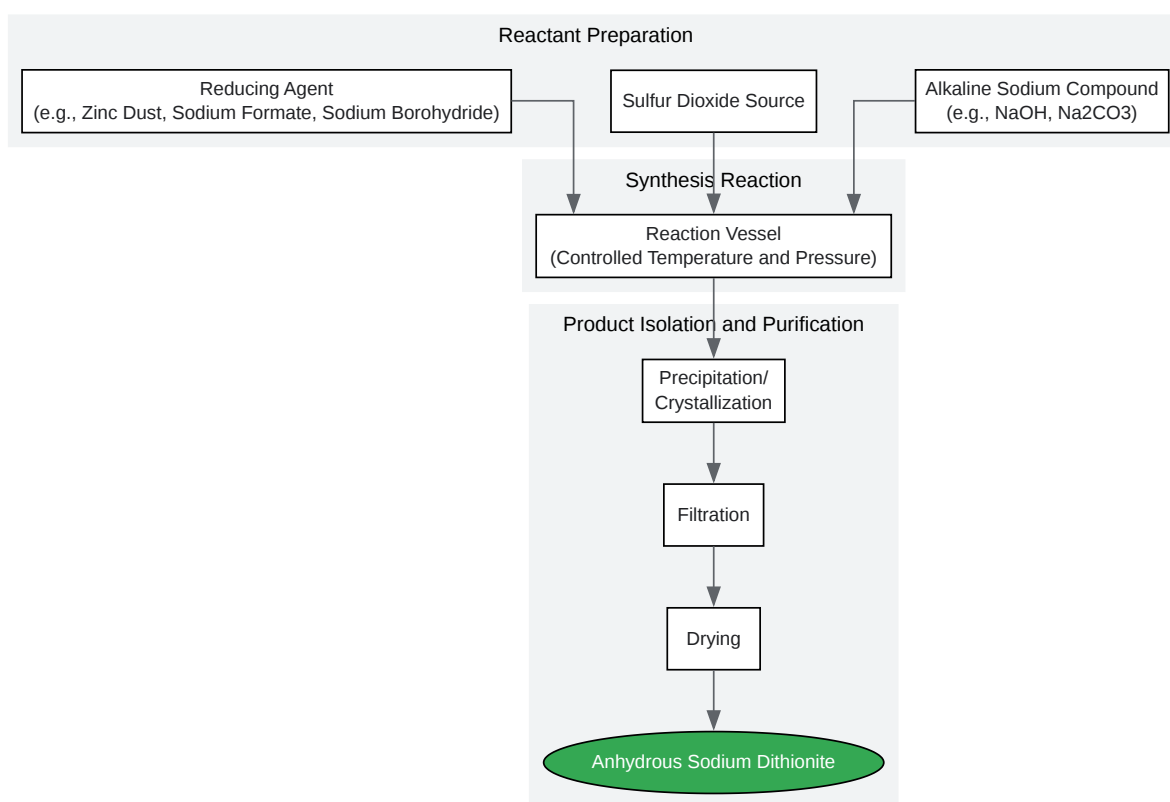 Reactant Preparation
Reducing Agent
(e.g., Zinc Dust, Sodium Formate, Sodium Borohydride)
Sulfur Dioxide Source
Alkaline Sodium Compound
(e.g., NaOH, Na2CO3)
Synthesis Reaction
Reaction Vessel
(Controlled Temperature and Pressure)
Product Isolation and Purification
Precipitation/
Crystallization
Filtration
Drying
Anhydrous Sodium Dithionite